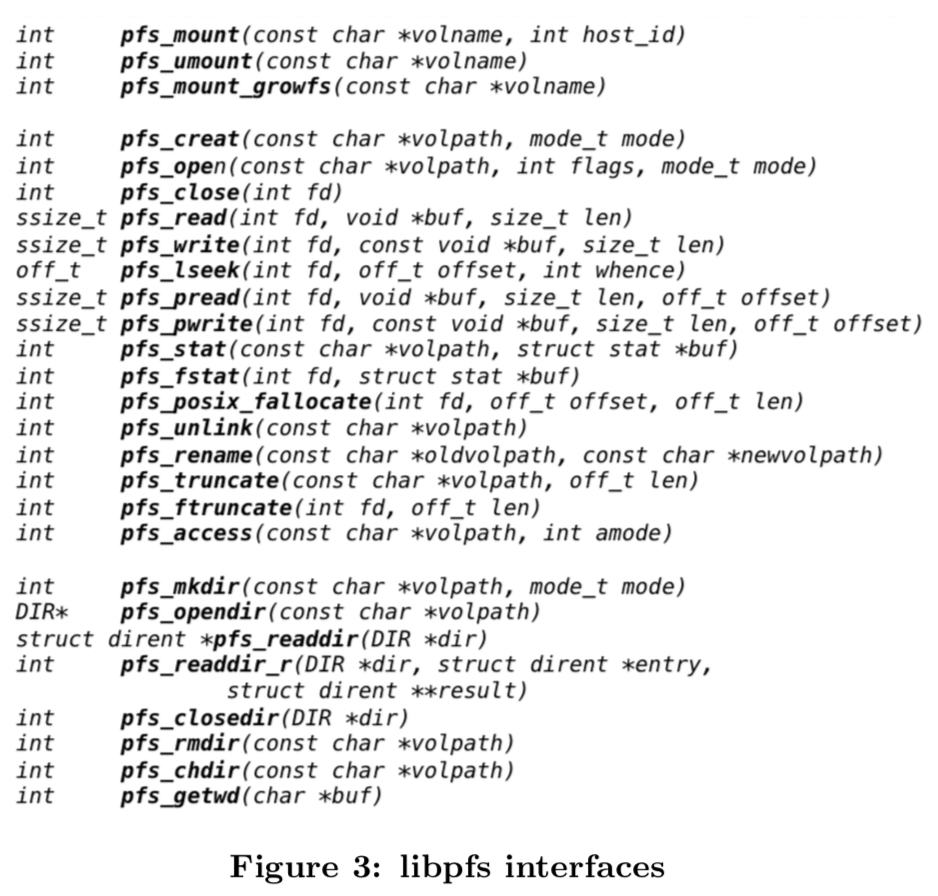 int pfs_mount(const char *volname, int host_id)
int pfs_umount(const char *volname)
int pfs_mount_growfs(const char *volname)
int pfs_creat(const char *volpath, mode_t mode)
int pfs_open(const char *volpath, int flags, mode_t mode)
int pfs_close(int fd)
ssize_t pfs_read(int fd, void *buf, size_t len)
ssize_t pfs_write(int fd, const void *buf, size_t len)
off_t pfs_lseek(int fd, off_t offset, int whence)
ssize_t pfs_pread(int fd, void *buf, size_t len, off_t offset)
ssize_t pfs_pwrite(int fd, const void *buf, size_t len, off_t offset)
int pfs_stat(const char *volpath, struct stat *buf)
int pfs_fstat(int fd, struct stat *buf)
int pfs_posix_fallocate(int fd, off_t offset, off_t len)
int pfs_unlink(const char *volpath)
int pfs_rename(const char *oldvolpath, const char *newvolpath)
int pfs_truncate(const char *volpath, off_t len)
int pfs_ftruncate(int fd, off_t len)
int pfs_access(const char *volpath, int amode)
int pfs_mkdir(const char *volpath, mode_t mode)
DIR* pfs_opendir(const char *volpath)
struct dirent *pfs_readdir(DIR *dir)
int pfs_readdir_r(DIR *dir, struct dirent *entry,
struct dirent **result)
int pfs_closedir(DIR *dir)
int pfs_rmdir(const char *volpath)
int pfs_chdir(const char *volpath)
int pfs_getwd(char *buf)
Figure 3: libpfs interfaces